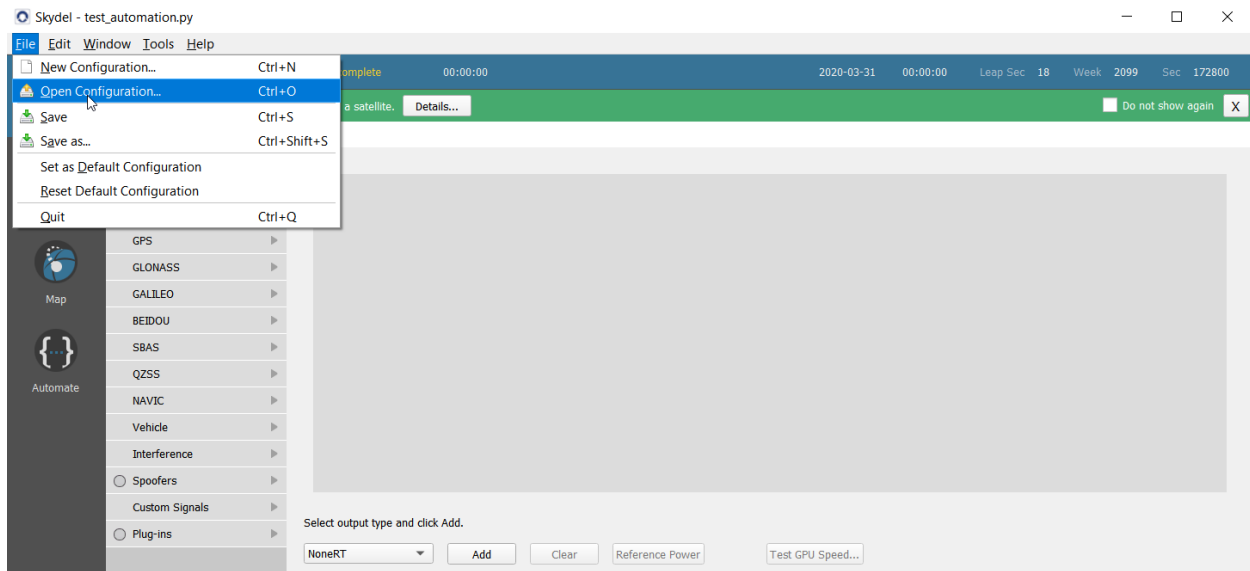 Skydel - test_automation.py
File Edit Window Tools Help
New Configuration... Ctrl+N
Open Configuration... Ctrl+O
Save Ctrl+S
Save as... Ctrl+Shift+S
Set as Default Configuration
Reset Default Configuration
Quit Ctrl+Q
omplete 00:00:00 2020-03-31 00:00:00 Leap Sec 18 Week 2099 Sec 172800
a satellite. Details... Do not show again X
Map
Automate
GPS
GLONASS
GALILEO
BEIDOU
SBAS
QZSS
NAVIC
Vehicle
Interference
Spoofers
Custom Signals
Plug-ins
Select output type and click Add.
NoneRT Add Clear Reference Power Test GPU Speed...